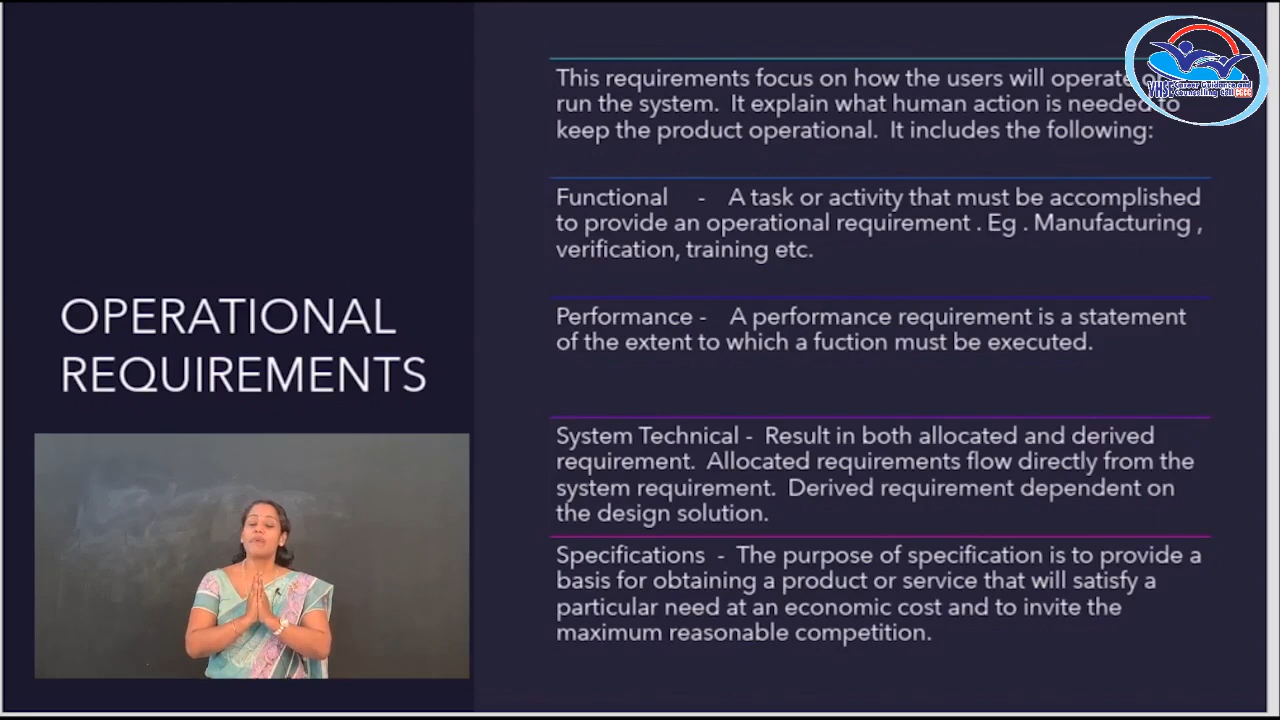 OPERATIONAL
REQUIREMENTS
This requirements focus on how the users will operate or
run the system. It explain what human action is needed to
keep the product operational. It includes the following:
Functional - A task or activity that must be accomplished
to provide an operational requirement . Eg . Manufacturing ,
verification, training etc.
Performance - A performance requirement is a statement
of the extent to which a fuction must be executed.
System Technical - Result in both allocated and derived
requirement. Allocated requirements flow directly from the
system requirement. Derived requirement dependent on
the design solution.
Specifications - The purpose of specification is to provide a
basis for obtaining a product or service that will satisfy a
particular need at an economic cost and to invite the
maximum reasonable competition.
VHSE Career Guidance and
Counselling Cell